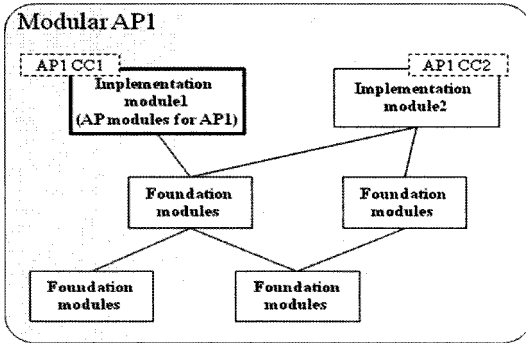 Modular AP1
AP1 CC1
Implementation
module1
(AP modules for AP1)
AP1 CC2
Implementation
module2
Foundation
modules
Foundation
modules
Foundation
modules
Foundation
modules